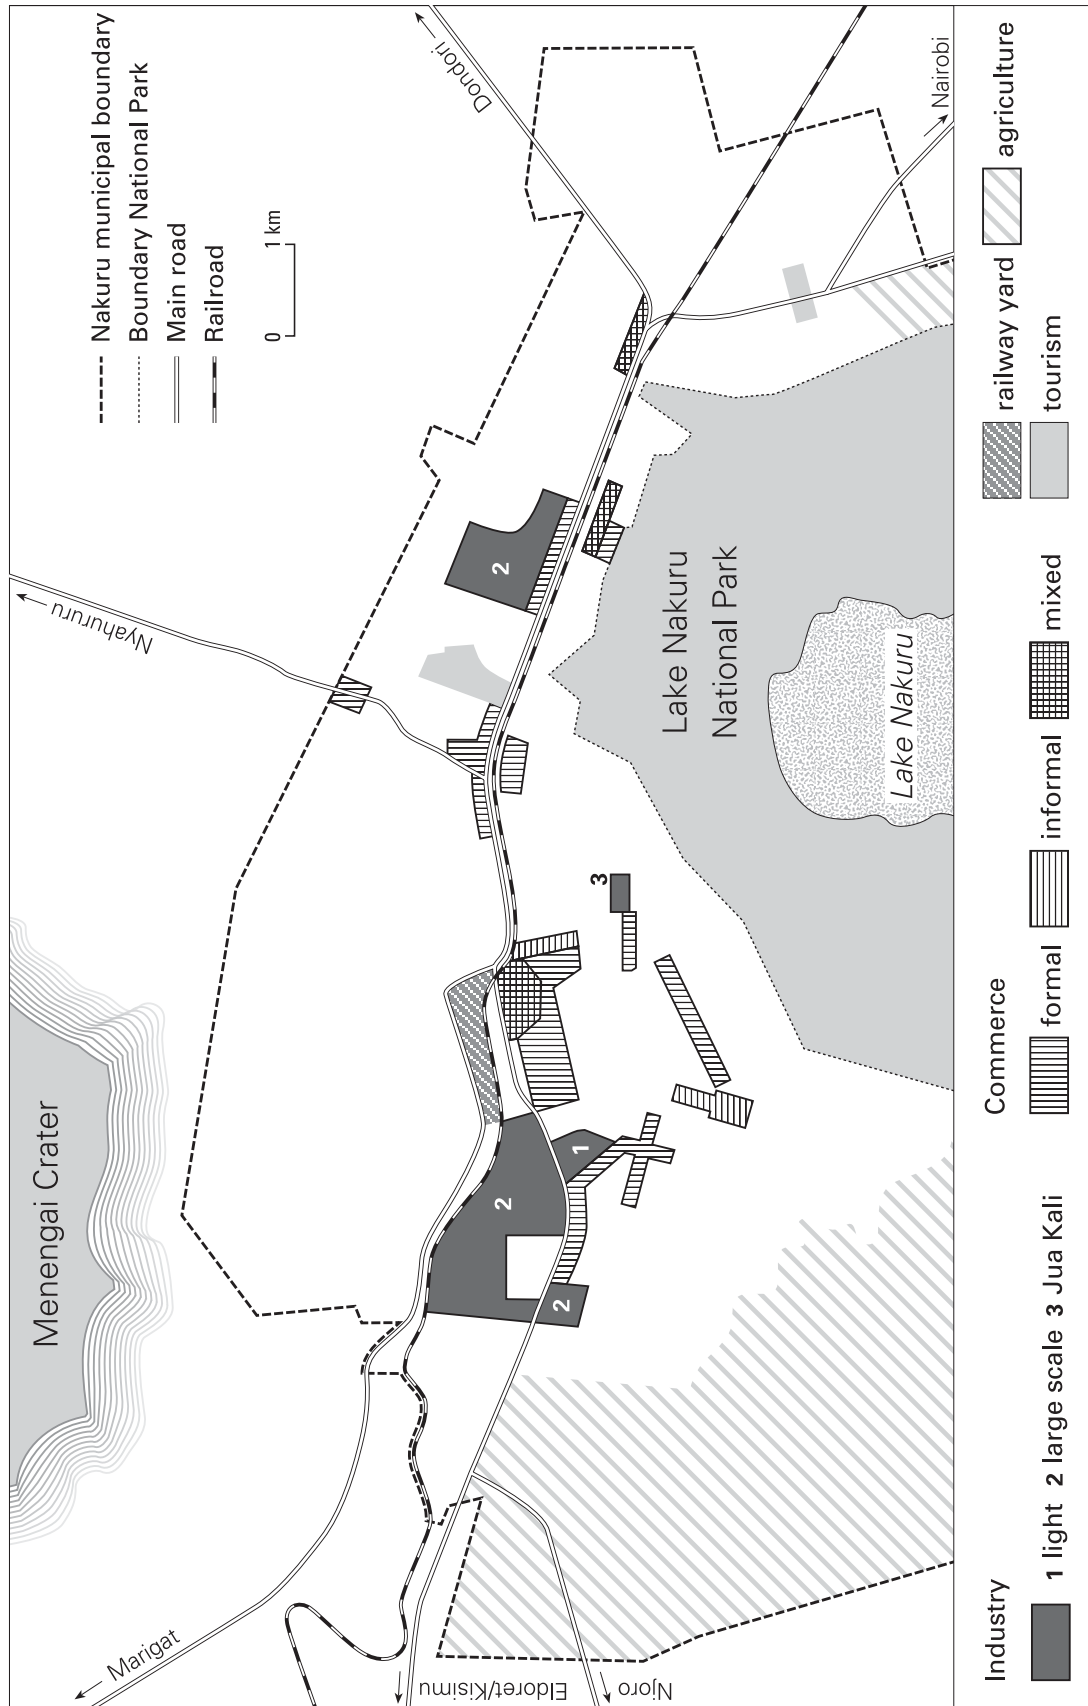 Nakuru municipal boundary
Boundary National Park
Main road
Railroad
0 1 km
Menengai Crater
Marigat
Nyahururu
Dondori
2
2
2
1
3
Lake Nakuru
National Park
Lake Nakuru
Nairobi
Eldoret/Kisimu
Njoro
Industry
1 light 2 large scale 3 Jua Kali
Commerce
formal
informal
mixed
railway yard
tourism
agriculture